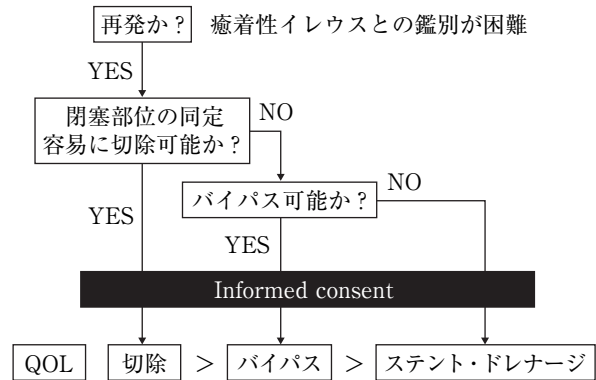 再発か? 癒着性イレウスとの鑑別が困難
YES
閉塞部位の同定
容易に切除可能か?
NO
YES
バイパス可能か?
NO
YES
Informed consent
QOL 切除 > バイパス > ステント・ドレナージ